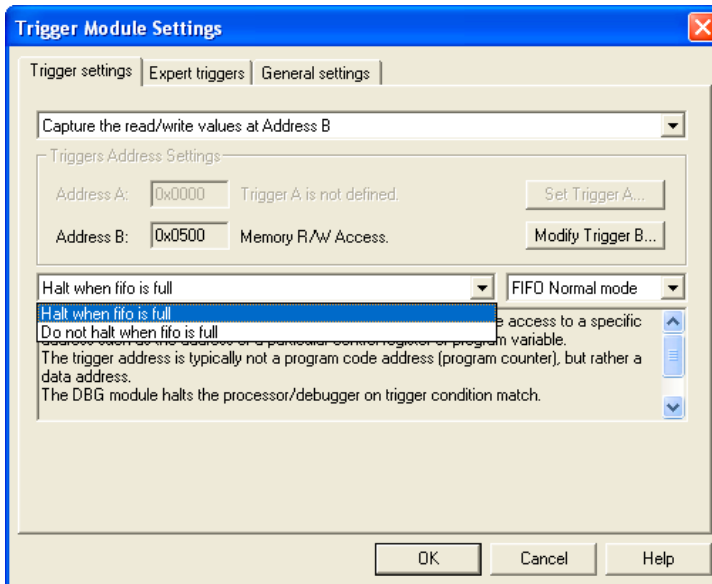 Trigger Module Settings
Trigger settings Expert triggers General settings
Capture the read/write values at Address B
Triggers Address Settings
Address A: 0x0000 Trigger A is not defined. Set Trigger A...
Address B: 0x0500 Memory R/W Access. Modify Trigger B...
Halt when fifo is full FIFO Normal mode
Halt when fifo is full
Do not halt when fifo is full
e access to a specific
variable.
The trigger address is typically not a program code address (program counter), but rather a
data address.
The DBG module halts the processor/debugger on trigger condition match.
OK Cancel Help